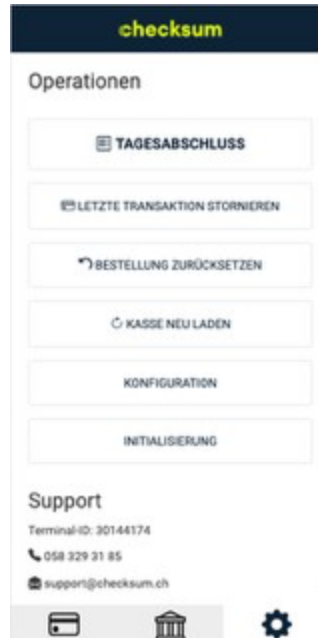 checksum
Operationen
TAGESABSCHLUSS
LETZTE TRANSAKTION STORNIEREN
BESTELLUNG ZURÜCKSETZEN
KASSE NEU LADEN
KONFIGURATION
INITIALISIERUNG
Support
Terminal-ID: 30144174
058 329 31 85
support@checksum.ch